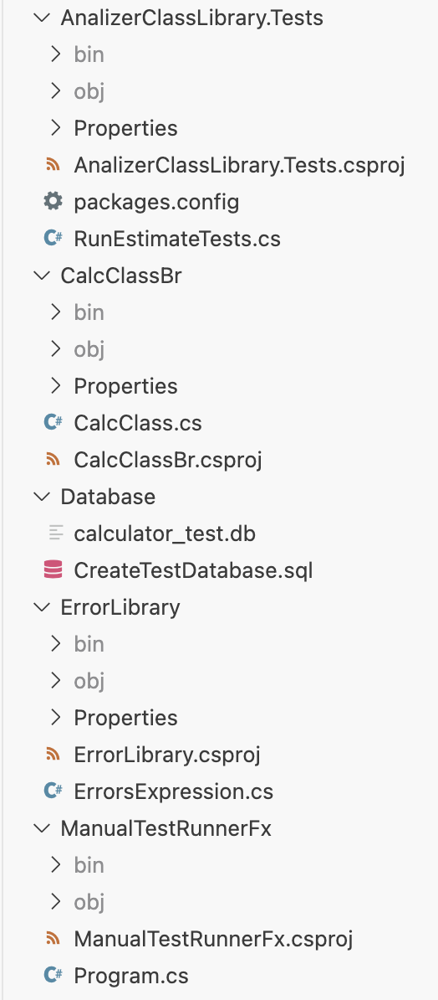 AnalizerClassLibrary.Tests
bin
obj
Properties
AnalizerClassLibrary.Tests.csproj
packages.config
C# RunEstimateTests.cs
CalcClassBr
bin
obj
Properties
C# CalcClass.cs
CalcClassBr.csproj
Database
calculator_test.db
CreateTestDatabase.sql
ErrorLibrary
bin
obj
Properties
ErrorLibrary.csproj
C# ErrorsExpression.cs
ManualTestRunnerFx
bin
obj
ManualTestRunnerFx.csproj
C# Program.cs